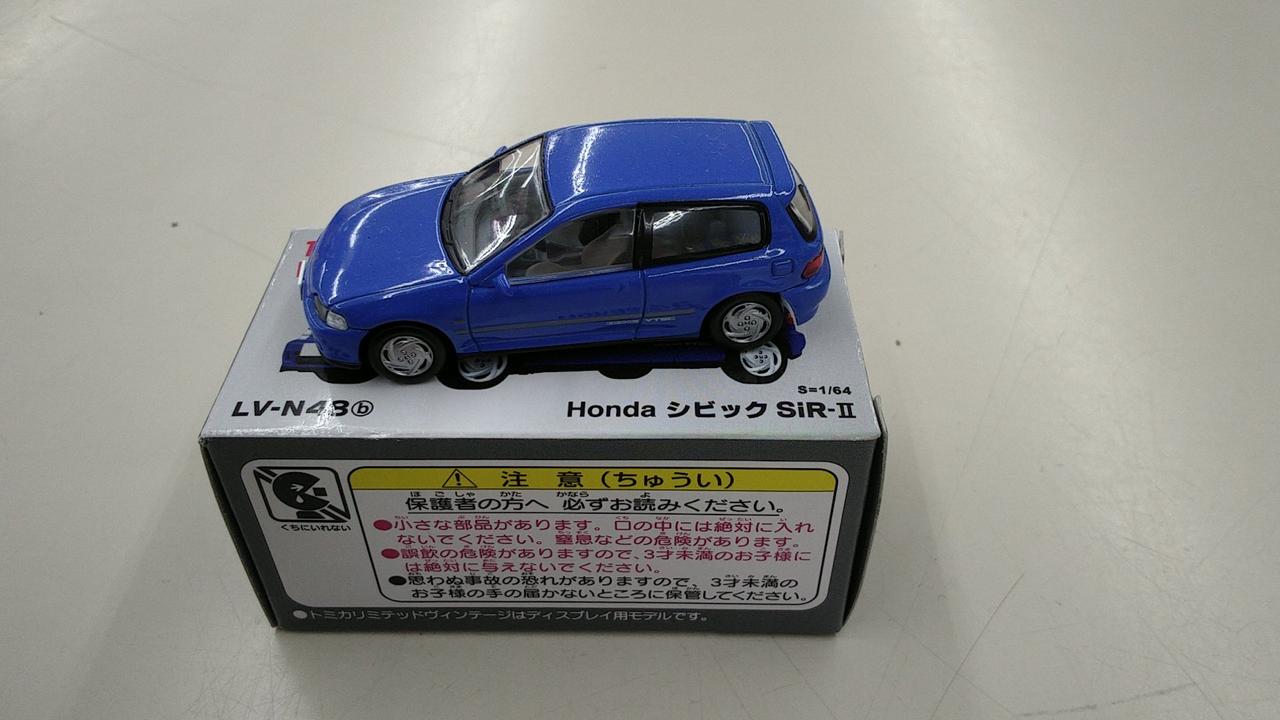 S=1/64
LV-N48ⓑ
Honda シビック SiR-Ⅱ
注 意（ちゅうい）
保護者の方へ 必ずお読みください。
●小さな部品があります。口の中には絶対に入れ
ないでください。窒息などの危険があります。
●誤飲の危険がありますので、3才未満のお子様に
は絶対に与えないでください。
●思わぬ事故の恐れがありますので、3才未満の
お子様の手の届かないところに保管してください。
くちにいれない
●トミカリミテッドヴィンテージはディスプレイ用モデルです。